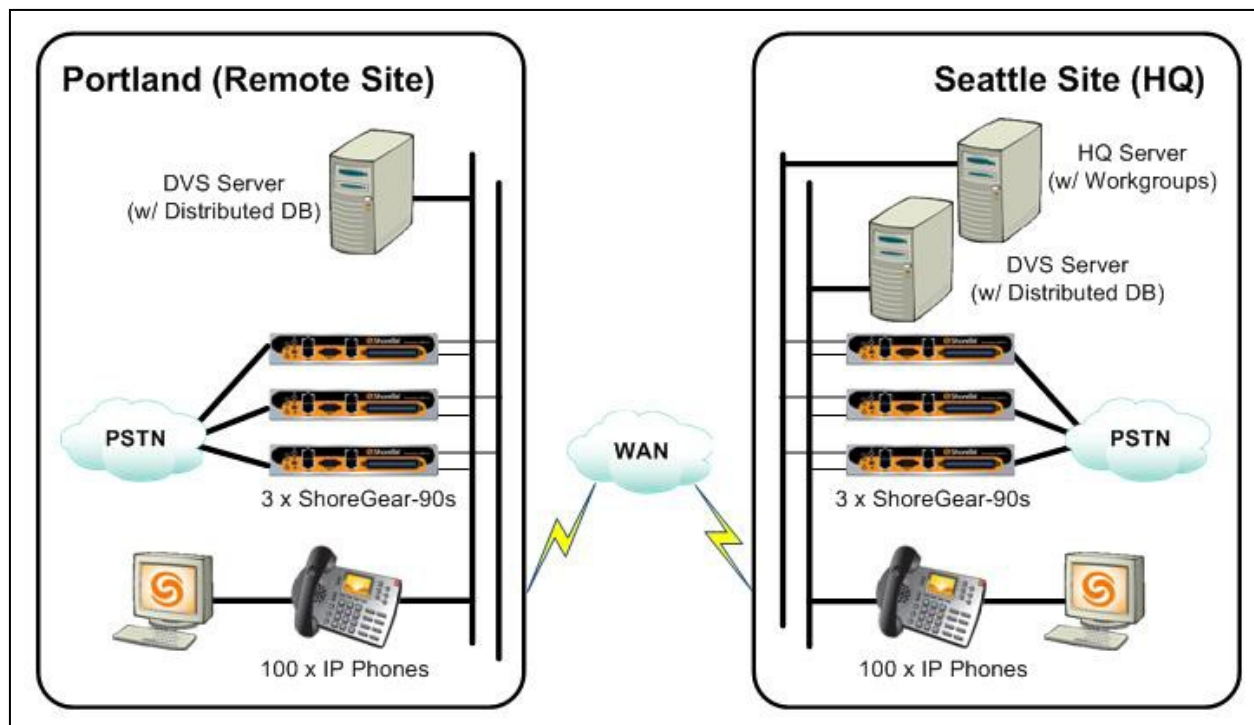 Portland (Remote Site)
DVS Server
(w/ Distributed DB)
PSTN
3 x ShoreGear-90s
100 x IP Phones
WAN
Seattle Site (HQ)
HQ Server
(w/ Workgroups)
DVS Server
(w/ Distributed DB)
PSTN
3 x ShoreGear-90s
100 x IP Phones